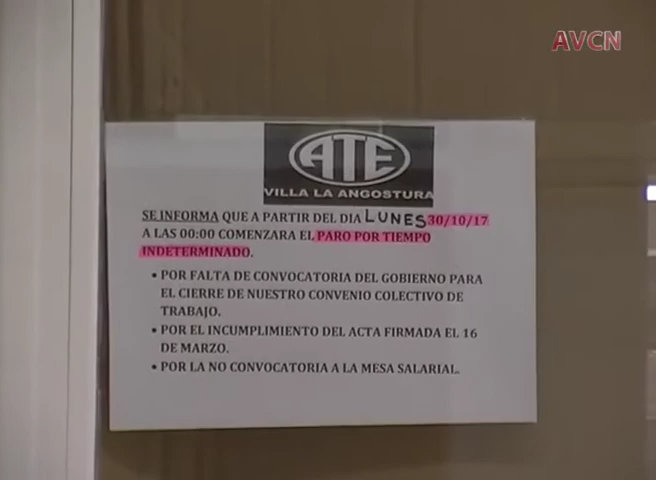 AVCN
ATE
VILLA LA ANGOSTURA
SE INFORMA QUE A PARTIR DEL DIA LUNES 30/10/17
A LAS 00:00 COMENZARA EL PARO POR TIEMPO
INDETERMINADO.
• POR FALTA DE CONVOCATORIA DEL GOBIERNO PARA
EL CIERRE DE NUESTRO CONVENIO COLECTIVO DE
TRABAJO.
• POR EL INCUMPLIMIENTO DEL ACTA FIRMADA EL 16
DE MARZO.
• POR LA NO CONVOCATORIA A LA MESA SALARIAL.